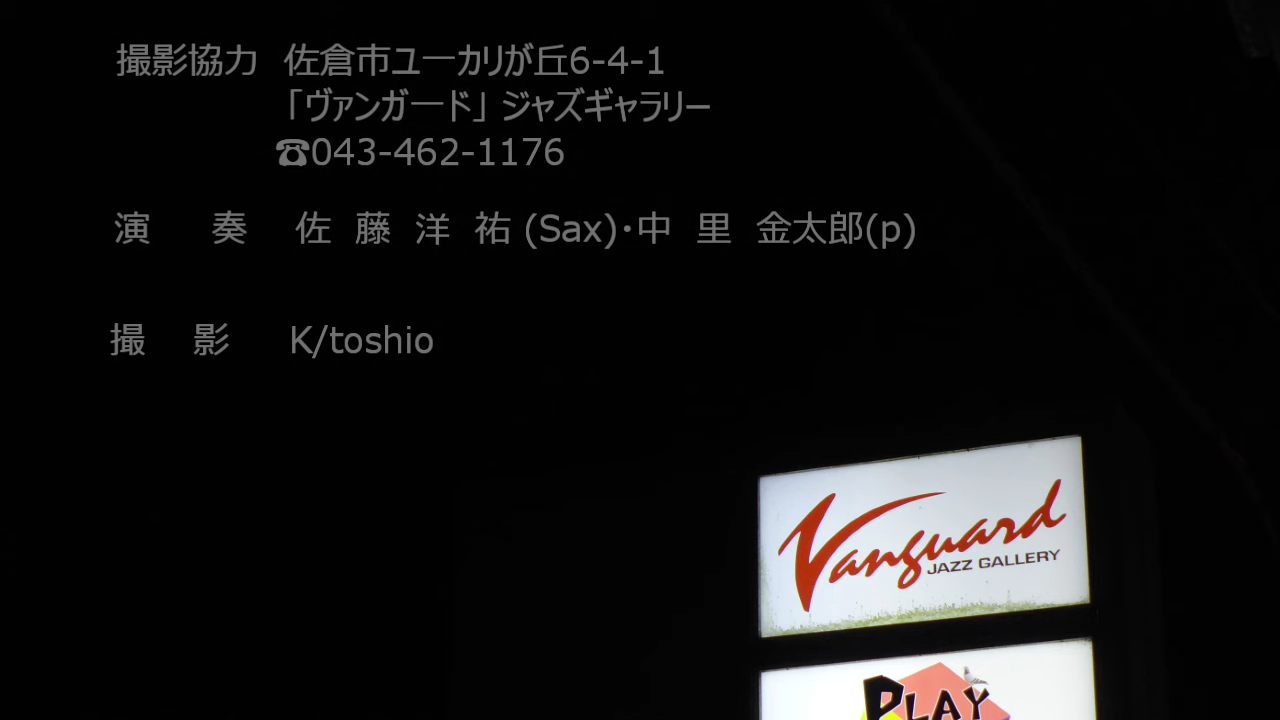 撮影協力 佐倉市ユーカリが丘6-4-1
「ヴァンガード」ジャズギャラリー
☎043-462-1176
演 奏 佐 藤 洋 祐 (Sax)・中 里 金太郎(p)
撮 影 K/toshio
Vanguard
JAZZ GALLERY
PLAY